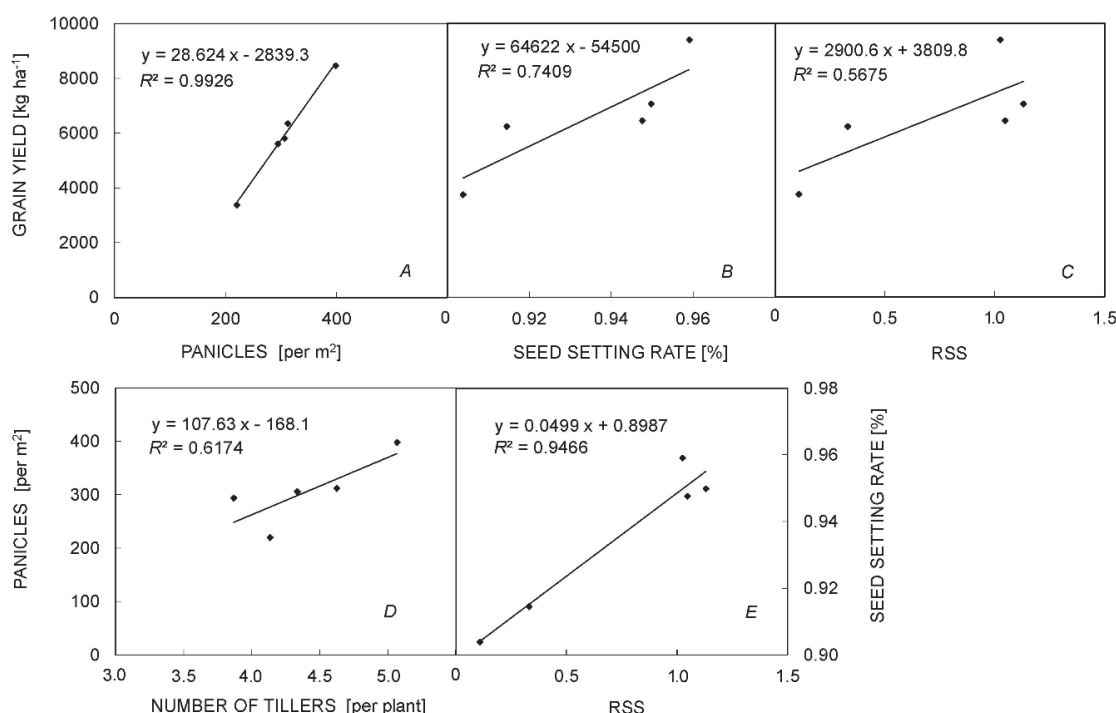 GRAIN YIELD [kg ha⁻¹]
10000
8000
6000
4000
2000
0
y = 28.624 x - 2839.3
R² = 0.9926
A
0
200
400
PANICLES [per m²]
y = 64622 x - 54500
R² = 0.7409
B
0
0.92
0.94
0.96
SEED SETTING RATE [%]
y = 2900.6 x + 3809.8
R² = 0.5675
C
0
0.5
1.0
1.5
RSS
PANICLES [per m²]
500
400
300
200
100
0
y = 107.63 x - 168.1
R² = 0.6174
D
3.0
3.5
4.0
4.5
5.0
NUMBER OF TILLERS [per plant]
y = 0.0499 x + 0.8987
R² = 0.9466
E
0
0.5
1.0
1.5
RSS
0.98
0.96
0.94
0.92
0.90
SEED SETTING RATE [%]